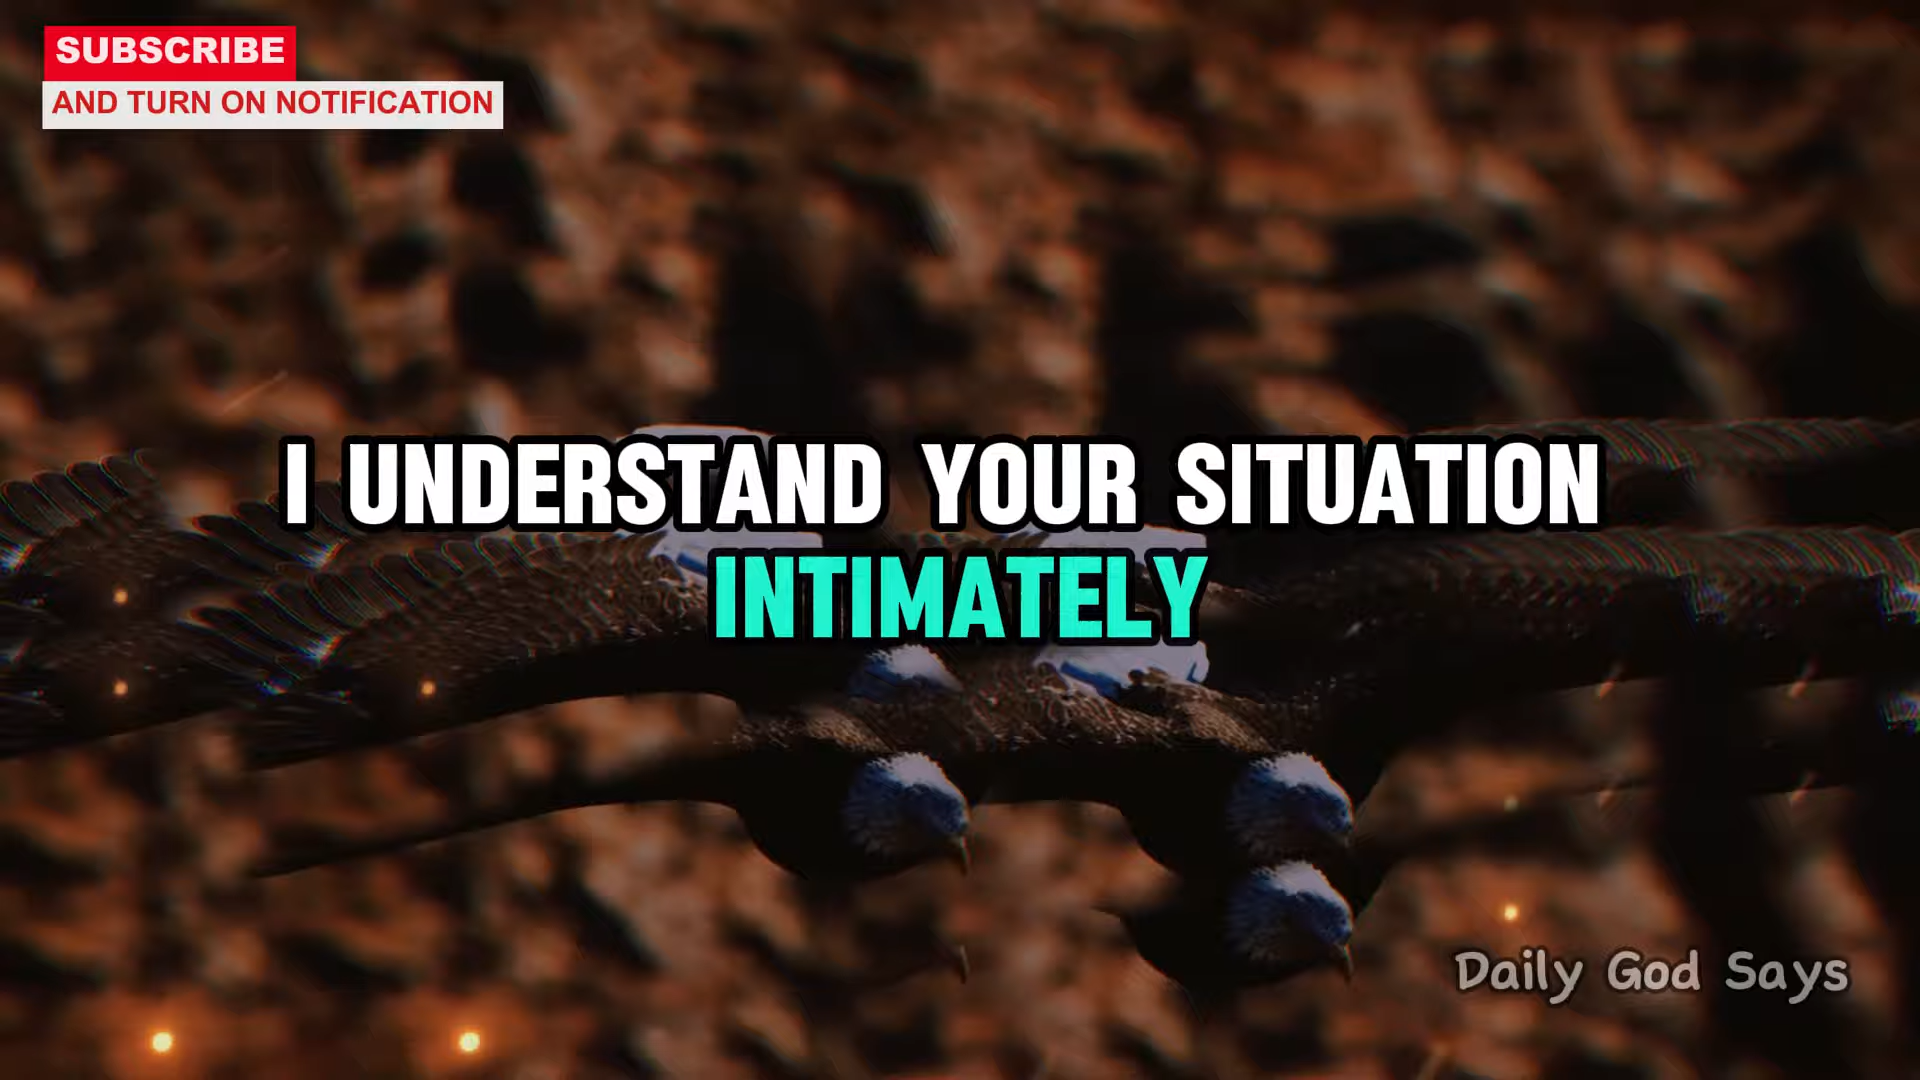 SUBSCRIBE
AND TURN ON NOTIFICATION
I UNDERSTAND YOUR SITUATION
INTIMATELY
Daily God Says